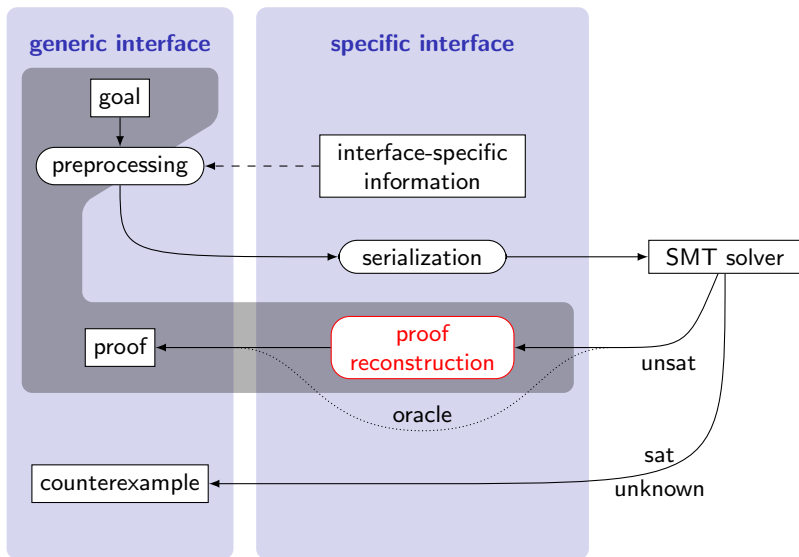 generic interface
specific interface
goal
preprocessing
interface-specific
information
serialization
SMT solver
proof
proof
reconstruction
unsat
oracle
sat
counterexample
unknown